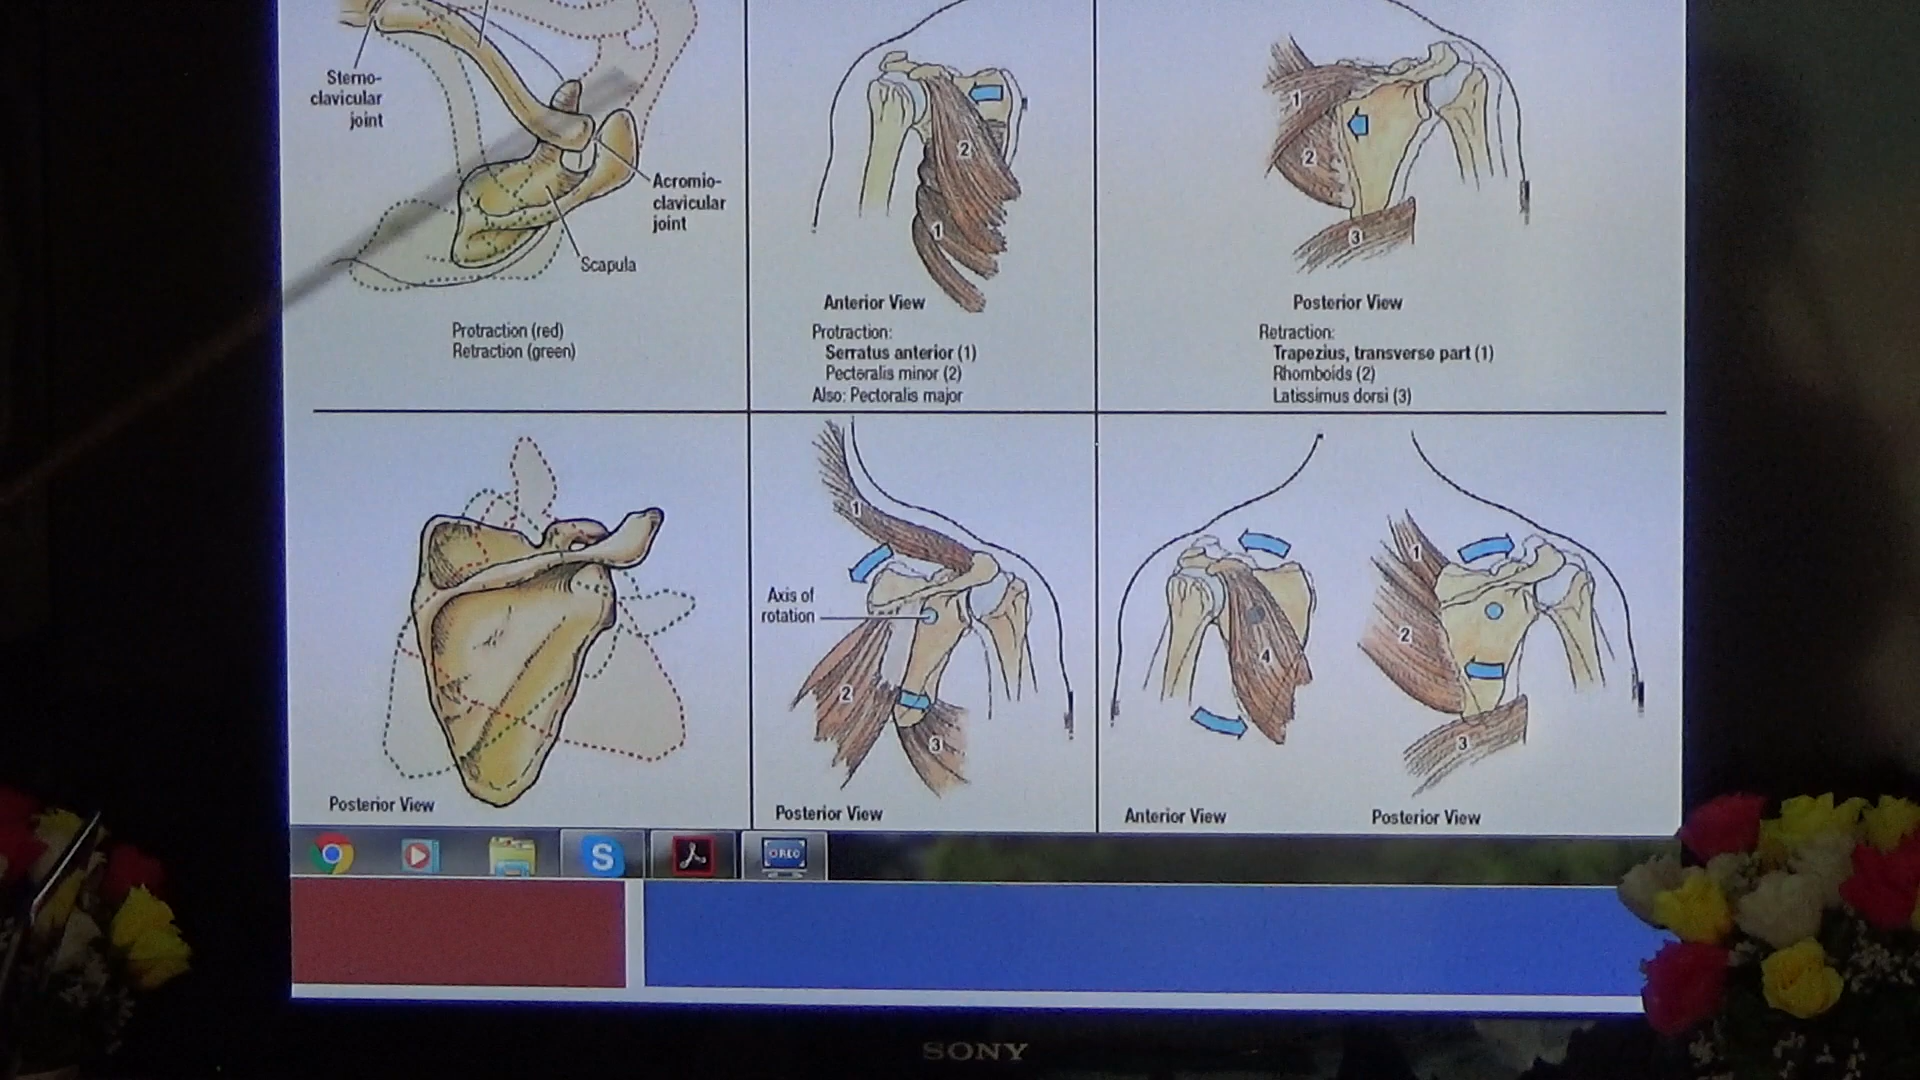 Sterno-
clavicular
joint
Acromio-
clavicular
joint
Scapula
Protraction (red)
Retraction (green)
2
1
Anterior View
Protraction:
Serratus anterior (1)
Pectoralis minor (2)
Also: Pectoralis major
1
2
3
Posterior View
Retraction:
Trapezius, transverse part (1)
Rhomboids (2)
Latissimus dorsi (3)
Posterior View
1
Axis of
rotation
2
3
Posterior View
4
Anterior View
1
2
3
Posterior View
S
SONY